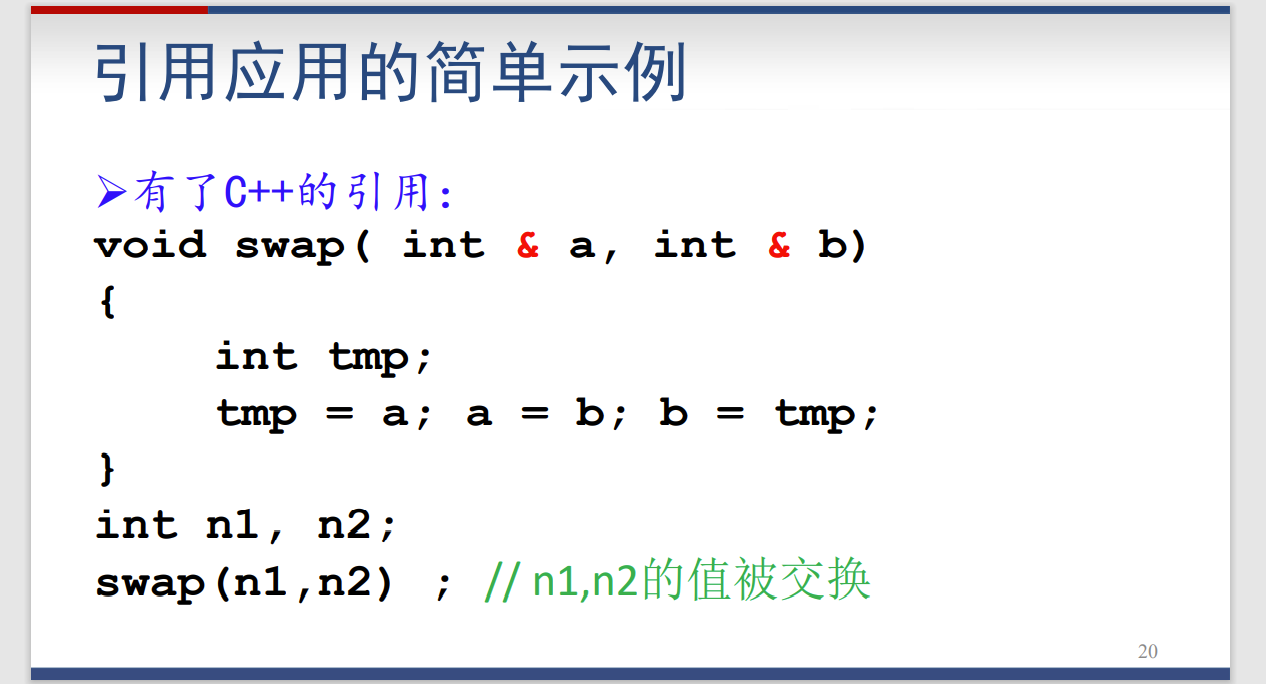 引用应用的简单示例
➢有了C++的引用:
void swap( int & a, int & b)
{
int tmp;
tmp = a; a = b; b = tmp;
}
int n1, n2;
swap(n1,n2) ; // n1,n2的值被交换
20